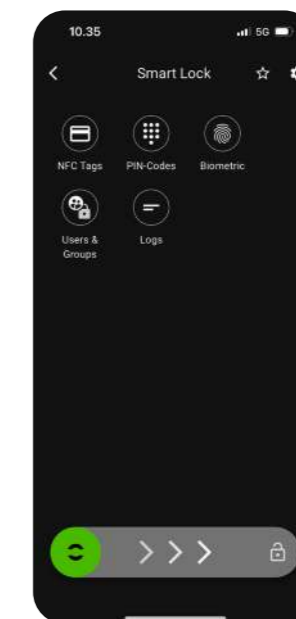 10.35
5G
Smart Lock
NFC Tags
PIN-Codes
Biometric
Users &
Groups
Logs